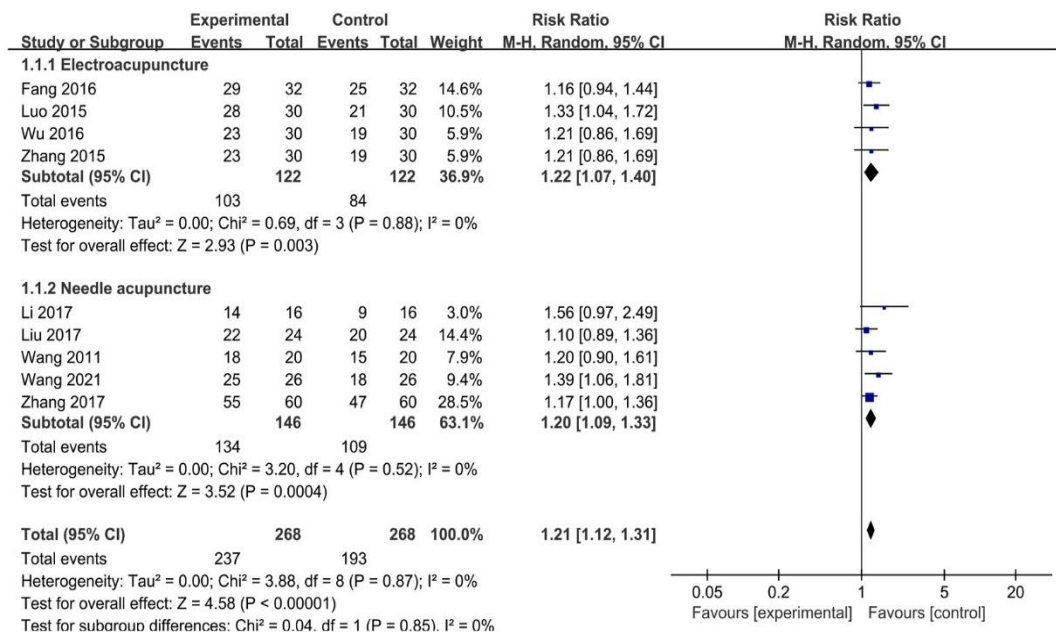 Experimental Control Risk Ratio Risk Ratio
Study or Subgroup Events Total Events Total Weight M-H, Random, 95% CI M-H, Random, 95% CI
1.1.1 Electroacupuncture
Fang 2016 29 32 25 32 14.6% 1.16 [0.94, 1.44]
Luo 2015 28 30 21 30 10.5% 1.33 [1.04, 1.72]
Wu 2016 23 30 19 30 5.9% 1.21 [0.86, 1.69]
Zhang 2015 23 30 19 30 5.9% 1.21 [0.86, 1.69]
Subtotal (95% CI) 122 122 36.9% 1.22 [1.07, 1.40]
Total events 103 84
Heterogeneity: Tau² = 0.00; Chi² = 0.69, df = 3 (P = 0.88); I² = 0%
Test for overall effect: Z = 2.93 (P = 0.003)
1.1.2 Needle acupuncture
Li 2017 14 16 9 16 3.0% 1.56 [0.97, 2.49]
Liu 2017 22 24 20 24 14.4% 1.10 [0.89, 1.36]
Wang 2011 18 20 15 20 7.9% 1.20 [0.90, 1.61]
Wang 2021 25 26 18 26 9.4% 1.39 [1.06, 1.81]
Zhang 2017 55 60 47 60 28.5% 1.17 [1.00, 1.36]
Subtotal (95% CI) 146 146 63.1% 1.20 [1.09, 1.33]
Total events 134 109
Heterogeneity: Tau² = 0.00; Chi² = 3.20, df = 4 (P = 0.52); I² = 0%
Test for overall effect: Z = 3.52 (P = 0.0004)
Total (95% CI) 268 268 100.0% 1.21 [1.12, 1.31]
Total events 237 193
Heterogeneity: Tau² = 0.00; Chi² = 3.88, df = 8 (P = 0.87); I² = 0%
Test for overall effect: Z = 4.58 (P < 0.00001)
Test for subgroup differences: Chi² = 0.04, df = 1 (P = 0.85), I² = 0%
0.05 0.2 1 5 20
Favours [experimental] Favours [control]